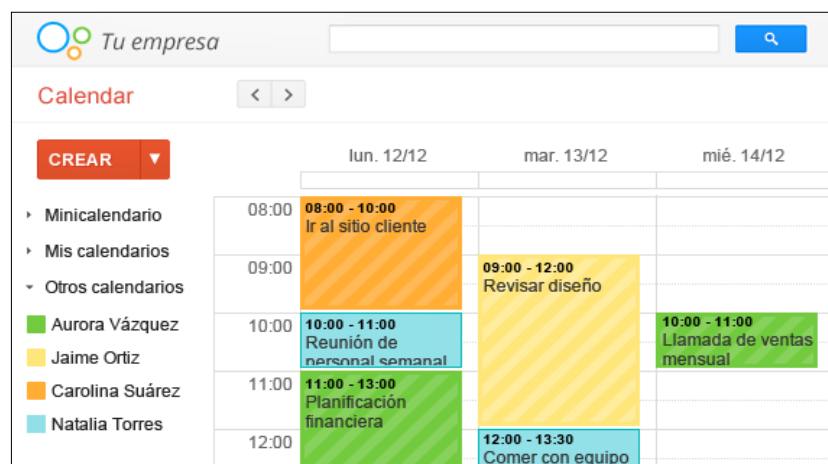 Tu empresa
Calendar
< >
CREAR ▼
lun. 12/12
mar. 13/12
mié. 14/12
Minicalendario
Mis calendarios
Otros calendarios
Aurora Vázquez
Jaime Ortiz
Carolina Suárez
Natalia Torres
08:00
09:00
10:00
11:00
12:00
08:00 - 10:00
Ir al sitio cliente
10:00 - 11:00
Reunión de
personal semanal
11:00 - 13:00
Planificación
financiera
09:00 - 12:00
Revisar diseño
12:00 - 13:30
Comer con equipo
10:00 - 11:00
Llamada de ventas
mensual